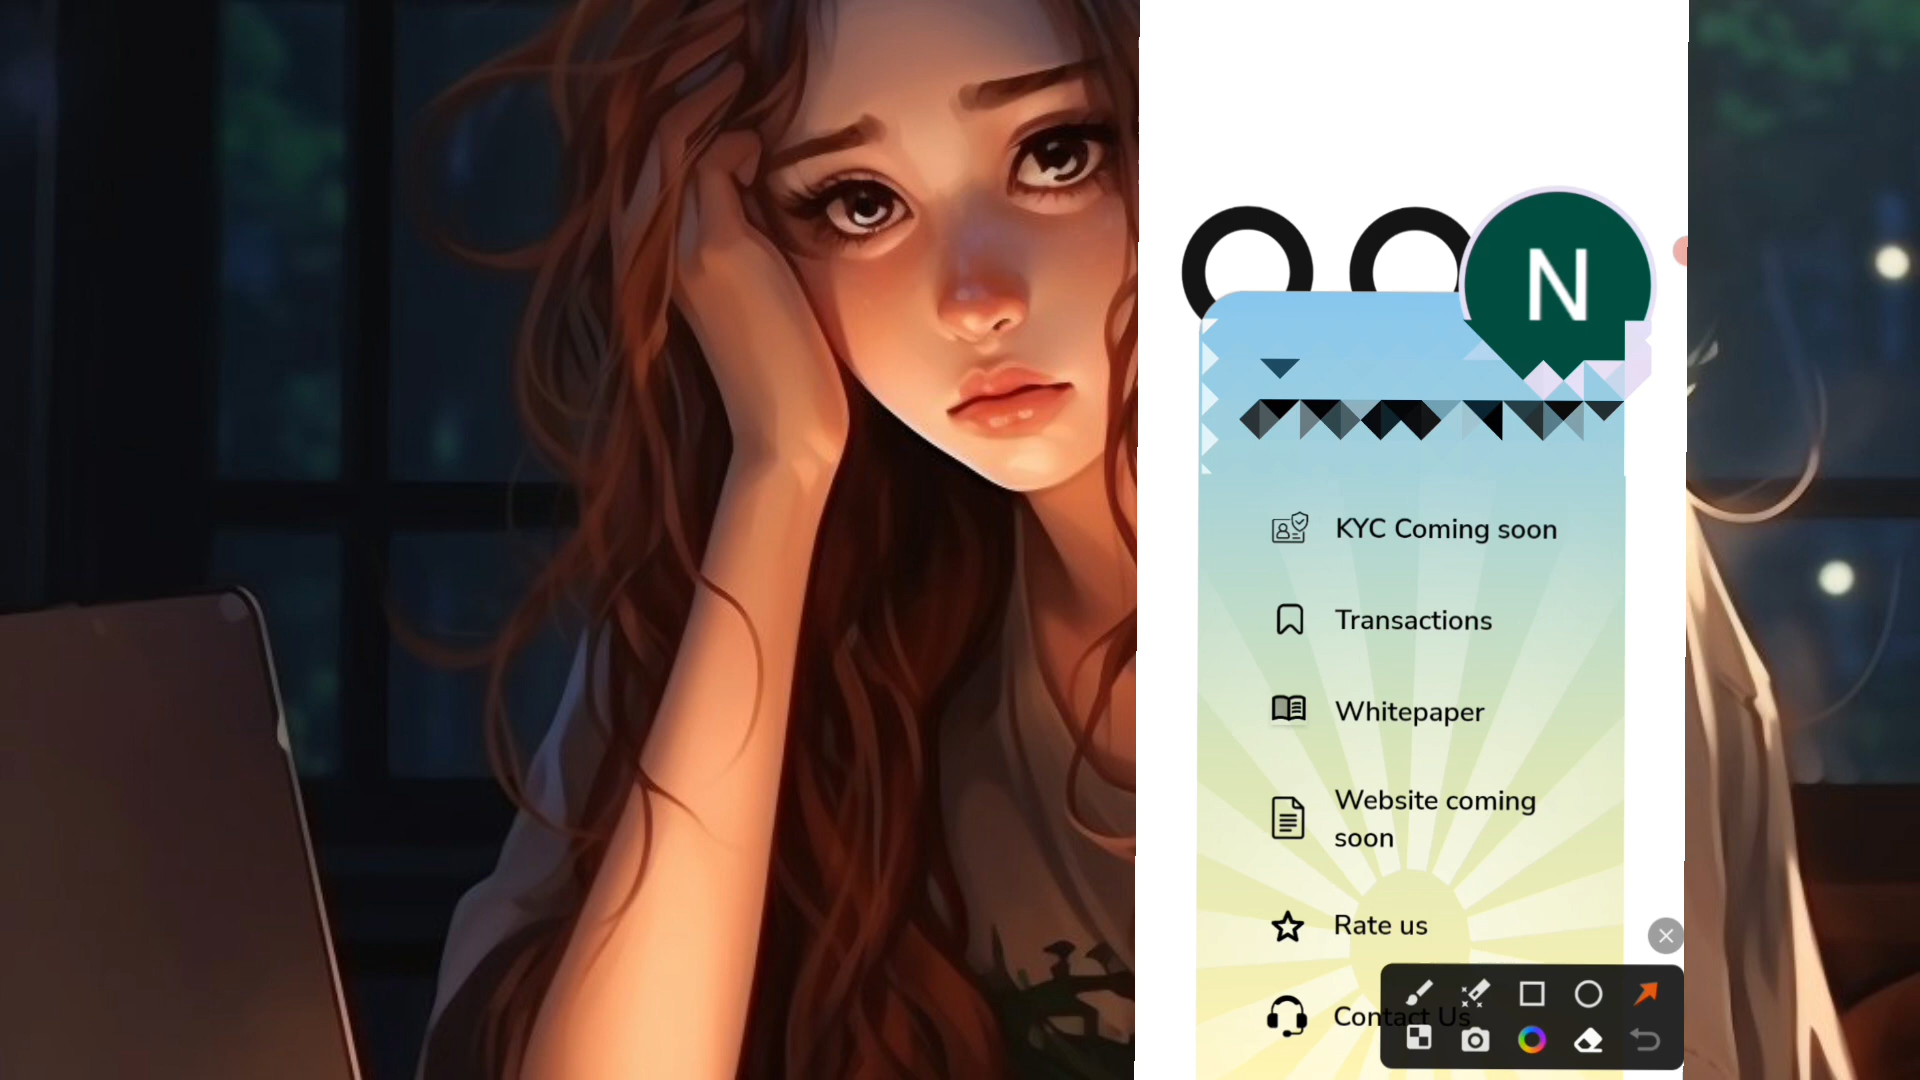 N
KYC Coming soon
Transactions
Whitepaper
Website coming
soon
Rate us
Contact Us